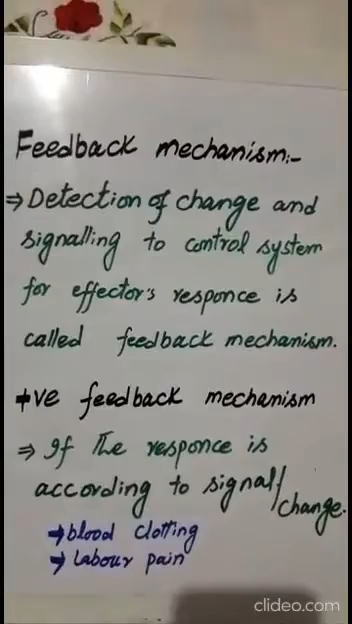 Feedback mechanism:-
⇒ Detection of change and
signalling to control system
for effector's responce is
called feedback mechanism.
+ve feedback mechanism
⇒ If the responce is
according to signal/change.
→ blood clotting
→ Labour pain
clideo.com